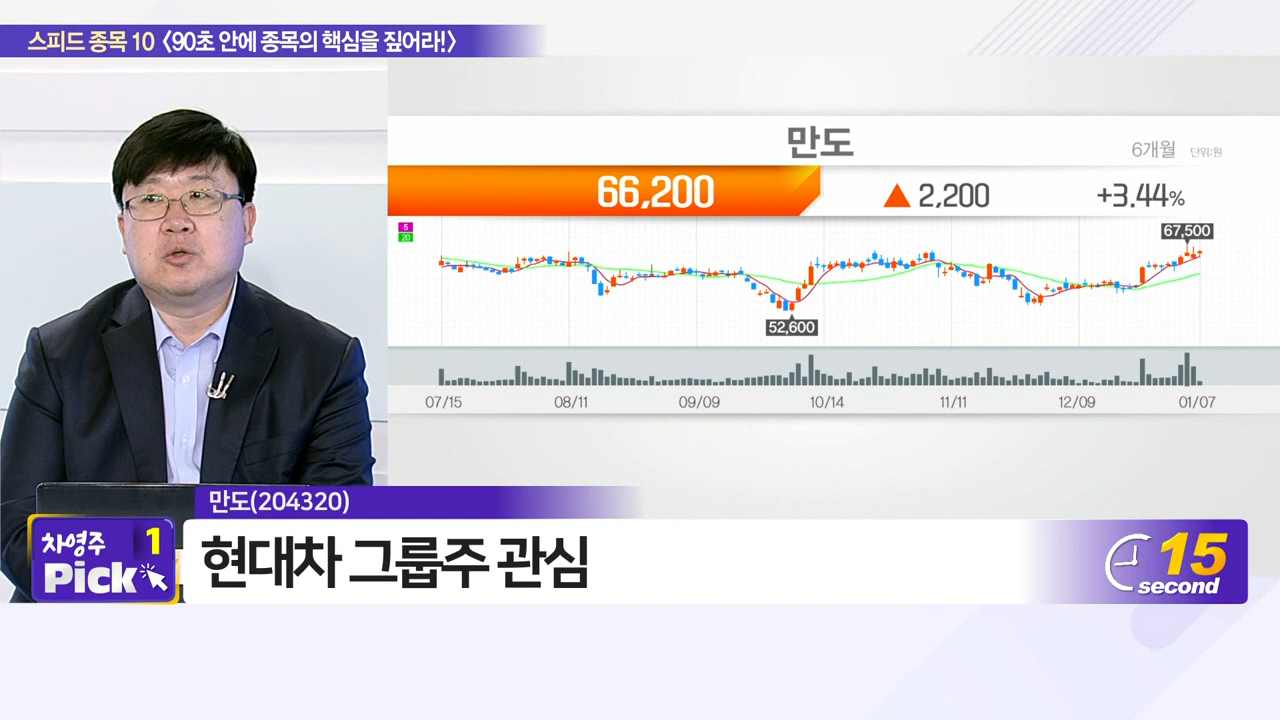 스피드 종목 10 〈90초 안에 종목의 핵심을 짚어라!〉
만도
6개월 단위:원
66,200 ▲ 2,200 +3.44%
5
20
67,500
52,600
07/15 08/11 09/09 10/14 11/11 12/09 01/07
만도(204320)
차영주 1
Pick
현대차 그룹주 관심
15
second